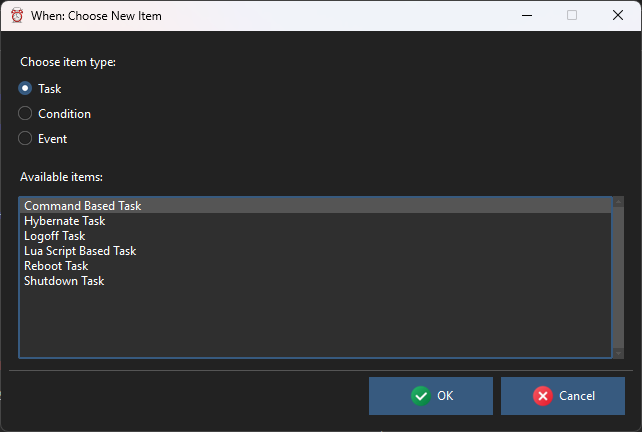 When: Choose New Item
Choose item type:
Task
Condition
Event
Available items:
Command Based Task
Hybernate Task
Logoff Task
Lua Script Based Task
Reboot Task
Shutdown Task
OK
Cancel